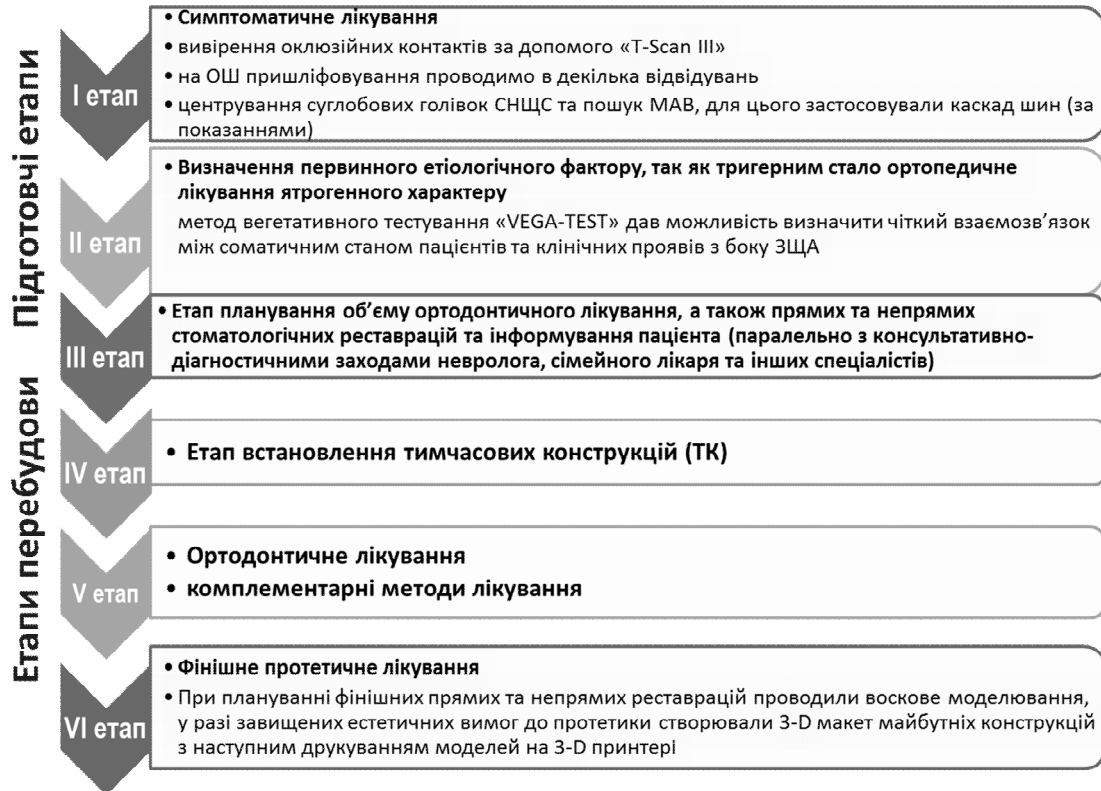 Підготовчі етапи
I етап
• Симптоматичне лікування
• вивірення оклюзійних контактів за допомого «T-Scan III»
• на ОШ пришліфовування проводимо в декілька відвідувань
• центрування суглобових голівок СНЩС та пошук МАВ, для цього застосовували каскад шин (за
показаннями)
II етап
• Визначення первинного етіологічного фактору, так як тригерним стало ортопедичне
лікування ятрогенного характеру
метод вегетативного тестування «VEGA-TEST» дав можливість визначити чіткий взаємозв’язок
між соматичним станом пацієнтів та клінічних проявів з боку ЗЩА
III етап
• Етап планування об’єму ортодонтичного лікування, а також прямих та непрямих
стоматологічних реставрацій та інформування пацієнта (паралельно з консультативно-
діагностичними заходами невролога, сімейного лікаря та інших спеціалістів)
Етапи перебудови
IV етап
• Етап встановлення тимчасових конструкцій (ТК)
V етап
• Ортодонтичне лікування
• комплементарні методи лікування
VI етап
• Фінішне протетичне лікування
• При плануванні фінішних прямих та непрямих реставрацій проводили воскове моделювання,
у разі завищених естетичних вимог до протетики створювали 3-D макет майбутніх конструкцій
з наступним друкуванням моделей на 3-D принтері